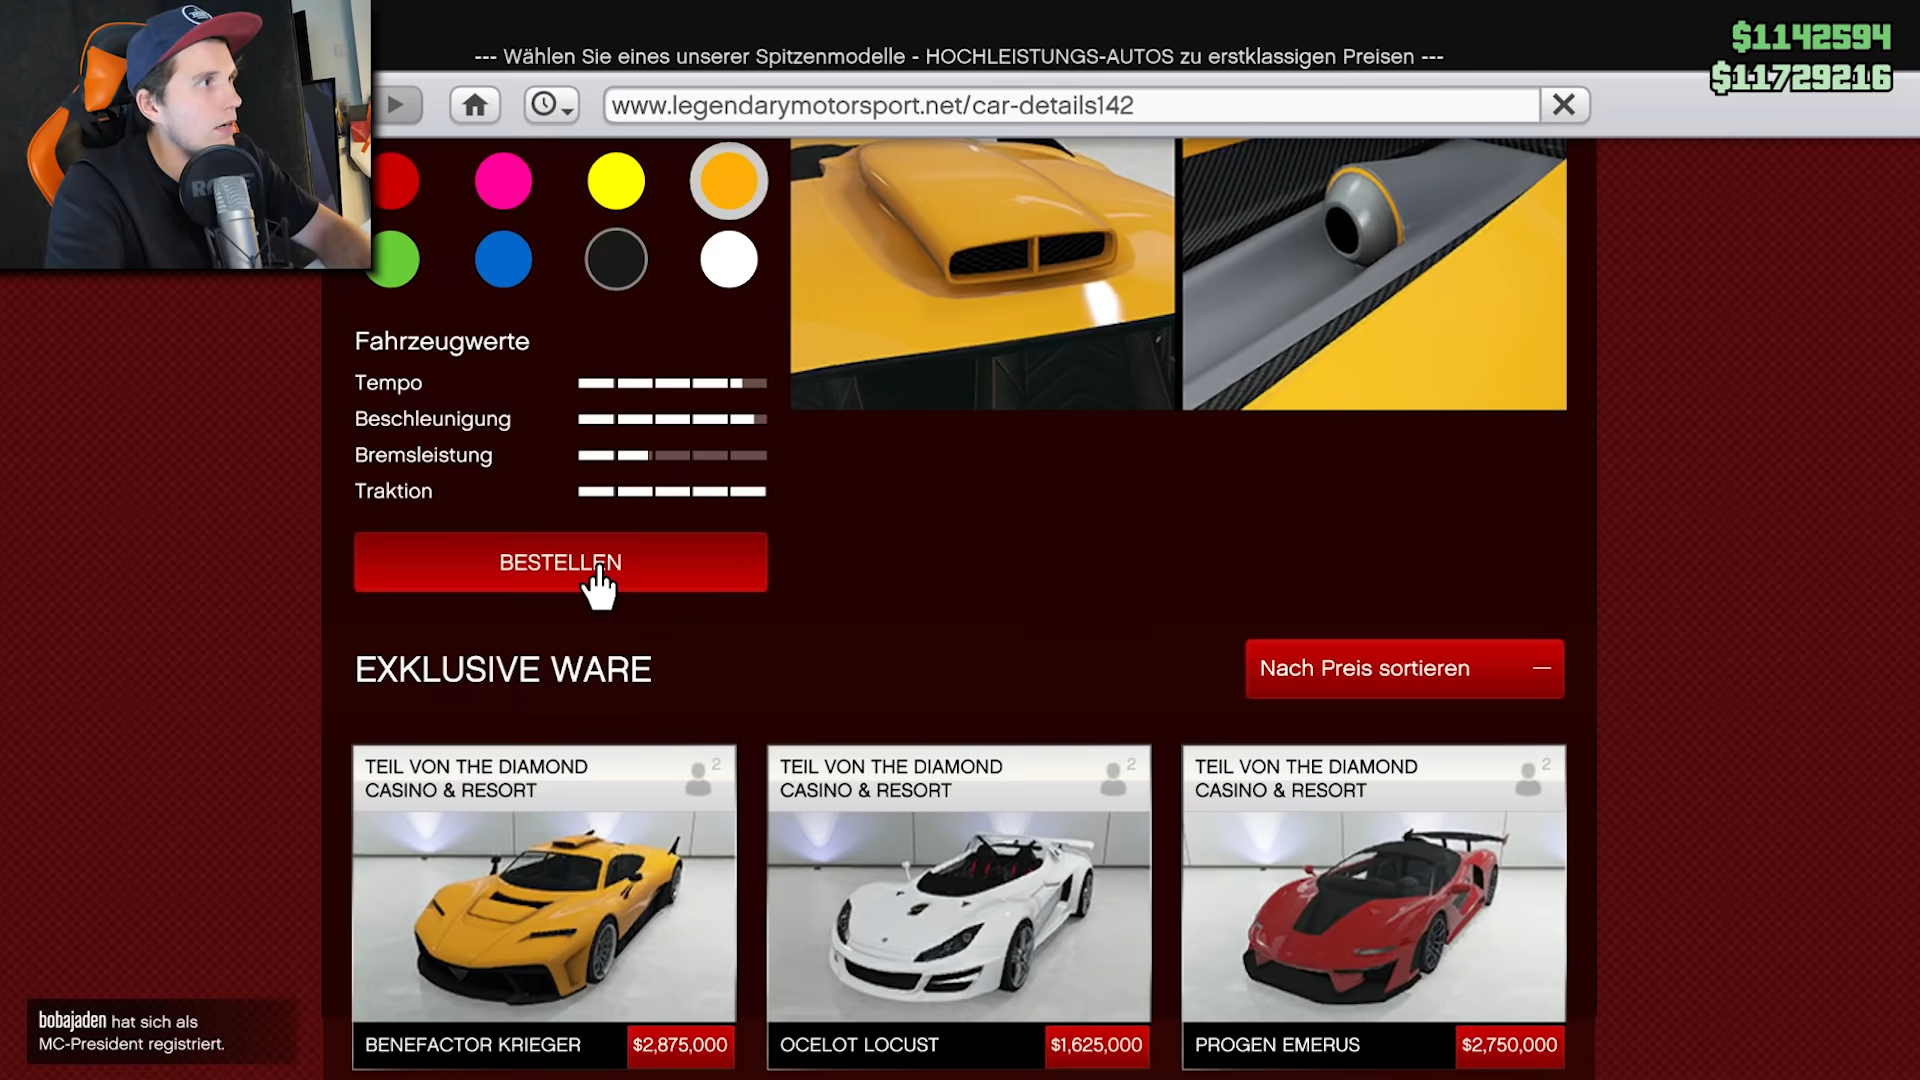 $1142594
$11729216
--- Wählen Sie eines unserer Spitzenmodelle - HOCHLEISTUNGS-AUTOS zu erstklassigen Preisen ---
www.legendarymotorsport.net/car-details142
Fahrzeugwerte
Tempo
Beschleunigung
Bremsleistung
Traktion
BESTELLEN
EXKLUSIVE WARE
Nach Preis sortieren
TEIL VON THE DIAMOND
CASINO & RESORT
2
TEIL VON THE DIAMOND
CASINO & RESORT
2
TEIL VON THE DIAMOND
CASINO & RESORT
2
BENEFACTOR KRIEGER
$2,875,000
OCELOT LOCUST
$1,625,000
PROGEN EMERUS
$2,750,000
bobajaden hat sich als
MC-President registriert.